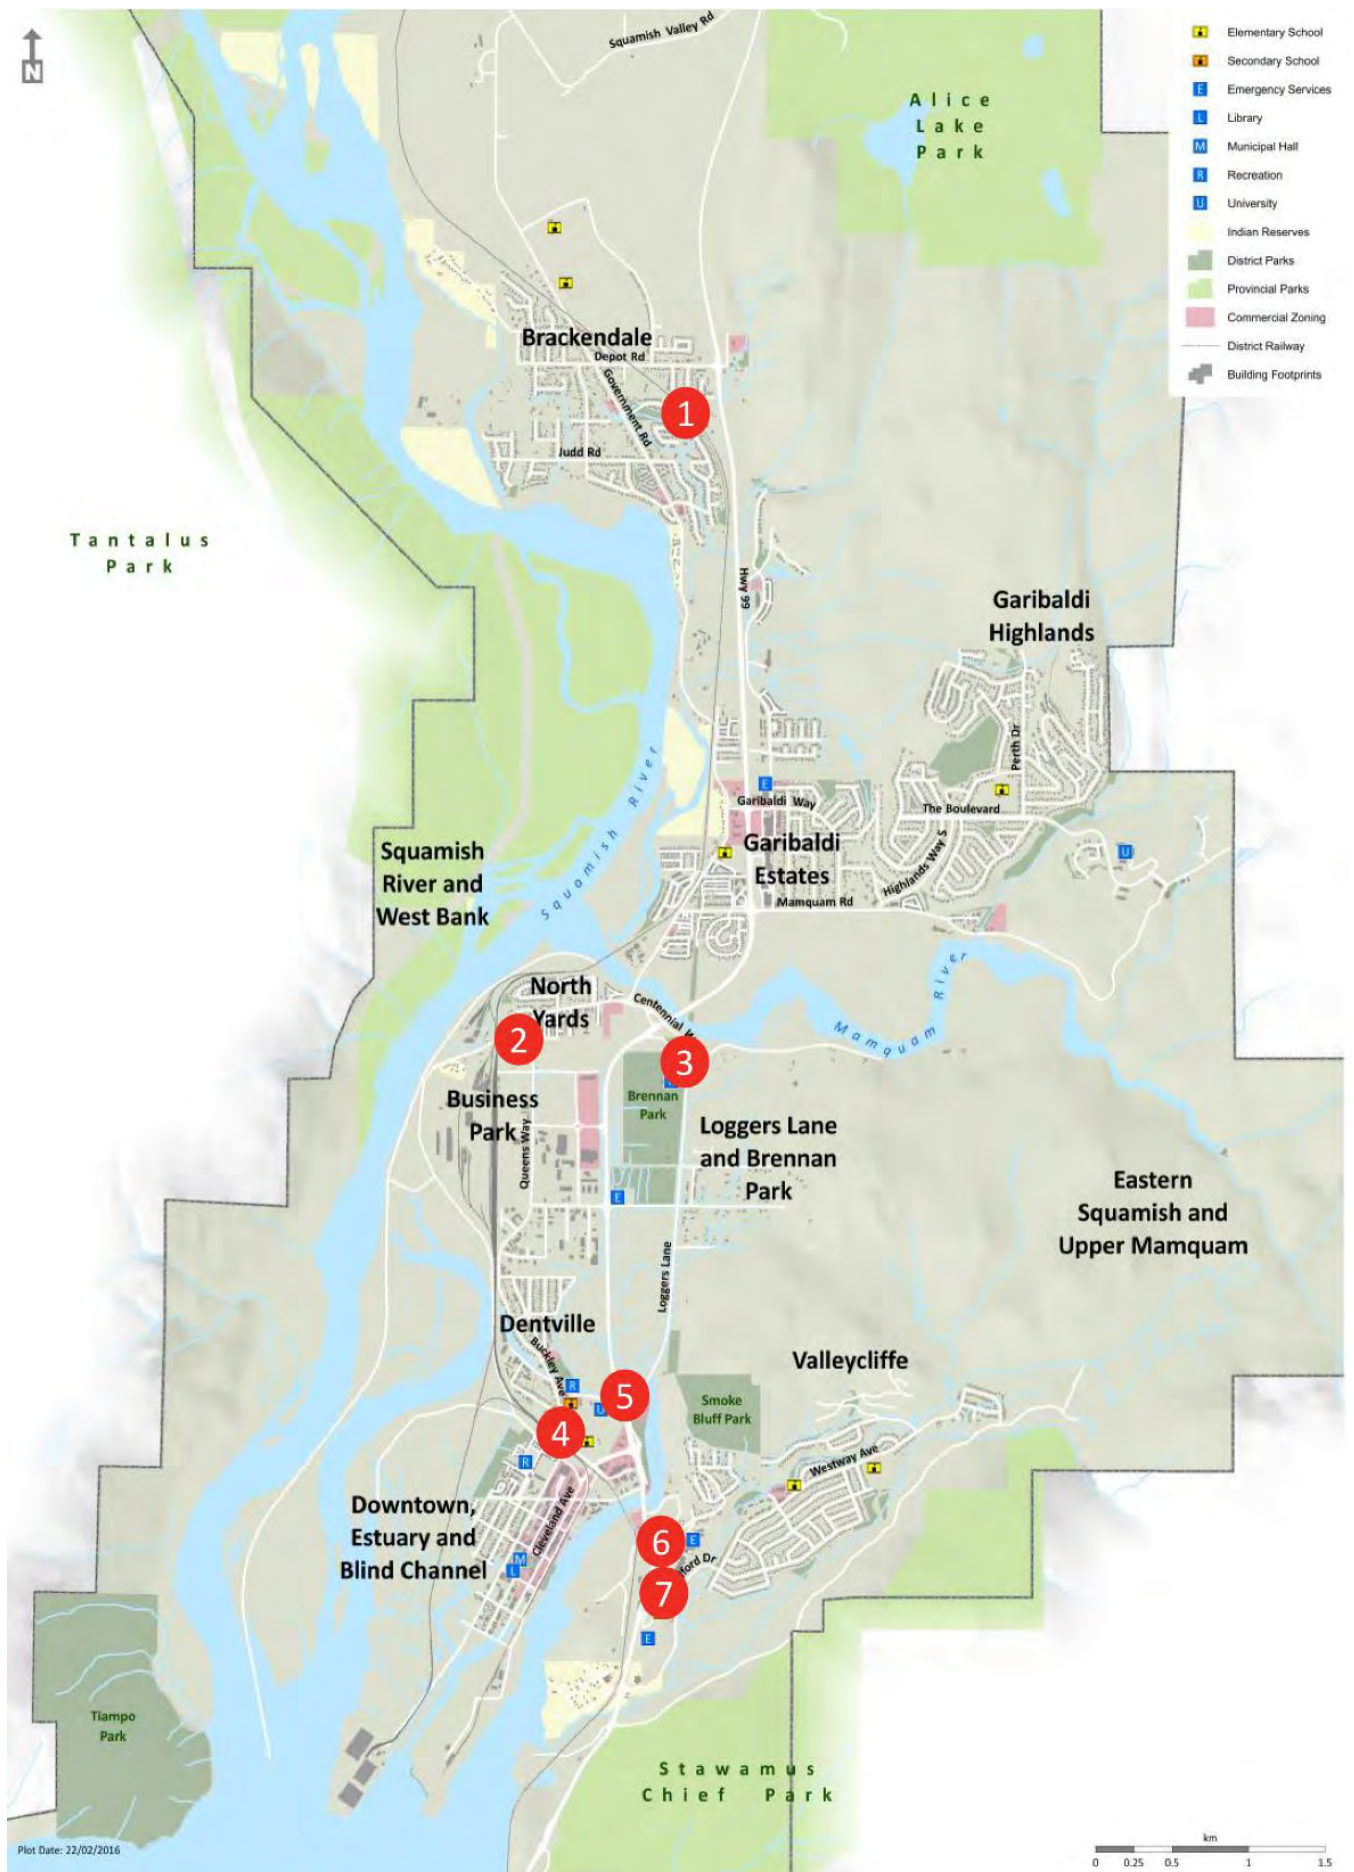 N
Squamish Valley Rd
Alice
Lake
Park
Elementary School
Secondary School
E Emergency Services
L Library
M Municipal Hall
R Recreation
U University
Indian Reserves
District Parks
Provincial Parks
Commercial Zoning
District Railway
Building Footprints
Brackendale
Depot Rd
Government Rd
1
Judd Rd
Tantalus
Park
Hwy 99
Garibaldi
Highlands
Perth Dr
E
Garibaldi Way
The Boulevard
Squamish River
Garibaldi
Estates
Highlands Way S
U
Mamquam Rd
Squamish
River and
West Bank
Mamquam River
North
Yards
Centennial
2
3
Brennan
Park
Business
Park
Queens Way
Loggers Lane
and Brennan
Park
E
Eastern
Squamish and
Upper Mamquam
Loggers Lane
Dentville
Buckley Ave
Valleycliffe
R
U
5
Smoke
Bluff Park
4
R
Westway Ave
Downtown,
Estuary and
Blind Channel
Cleveland Ave
M
L
6
E
ford Dr
7
E
Tiampo
Park
Stawamus
Chief Park
Plot Date: 22/02/2016
km
0 0.25 0.5 1 1.5